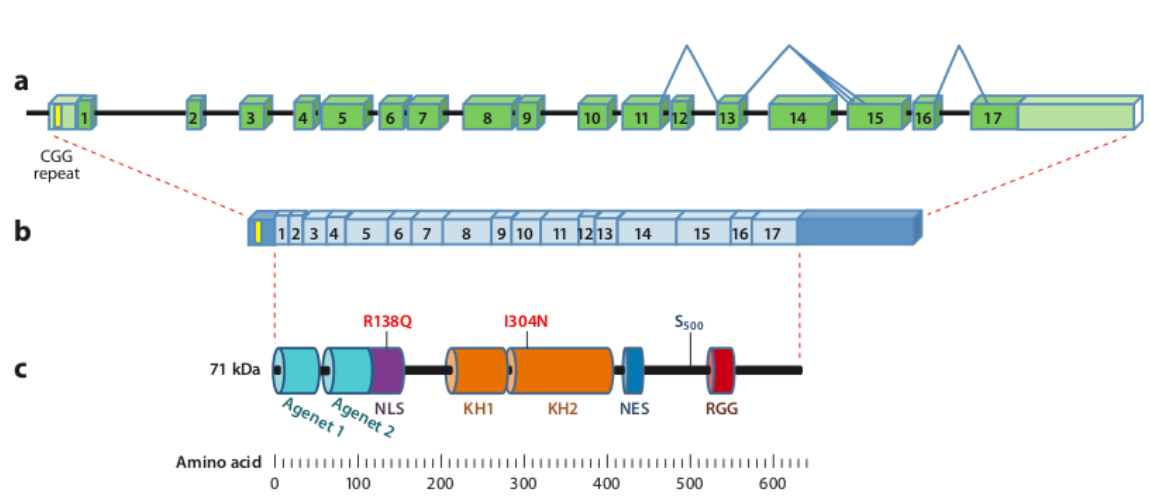 a
1 2 3 4 5 6 7 8 9 10 11 12 13 14 15 16 17
CGG
repeat
b
1 2 3 4 5 6 7 8 9 10 11 12 13 14 15 16 17
R138Q I304N S500
c
71 kDa
Agenet 1 Agenet 2 NLS KH1 KH2 NES RGG
Amino acid
0 100 200 300 400 500 600